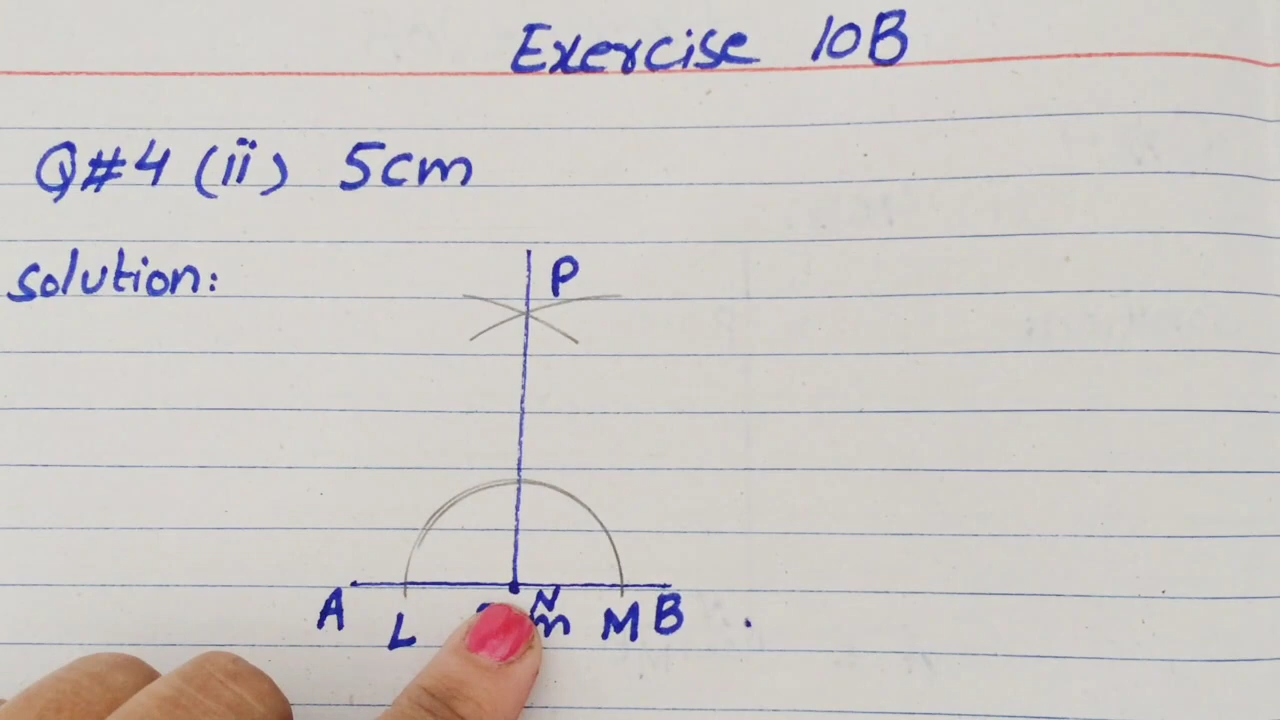 Exercise 10B
Q#4 (ii) 5cm
solution:
P
A L N M B .